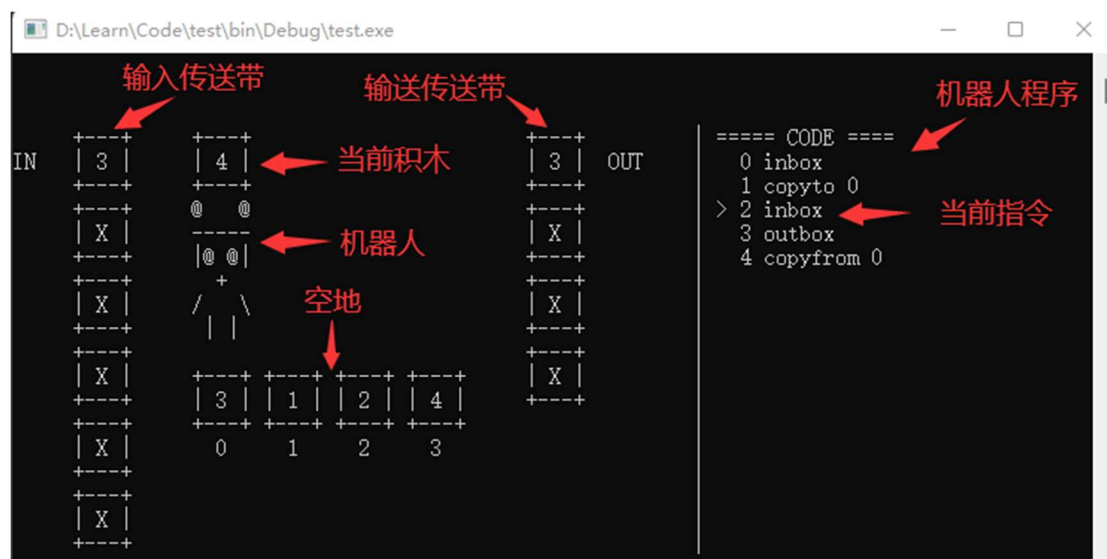 D:\Learn\Code\test\bin\Debug\test.exe
输入传送带
输送传送带
机器人程序
===== CODE ====
IN
3
4
当前积木
3
OUT
0 inbox
1 copyto 0
> 2 inbox
当前指令
3 outbox
4 copyfrom 0
@ @
X
机器人
X
|@ @|
+
X
空地
X
X
3 1 2 4
X
X
0 1 2 3
X